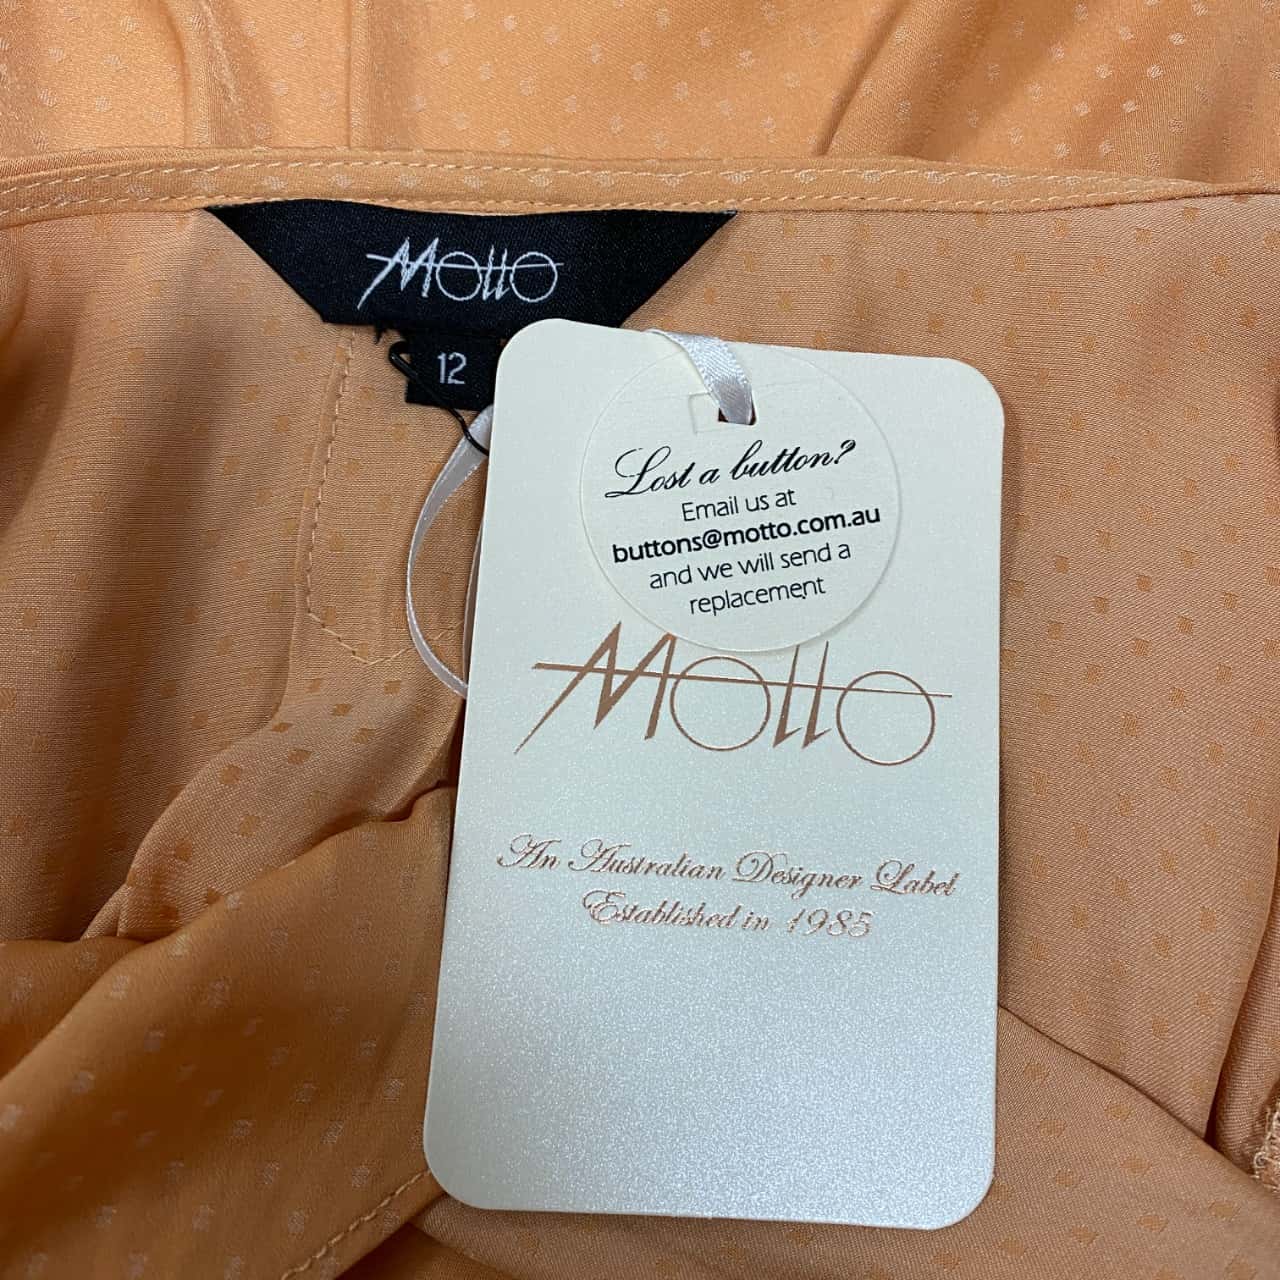 Motto
12
Lost a button?
Email us at
buttons@motto.com.au
and we will send a
replacement
Motto
An Australian Designer Label
Established in 1985